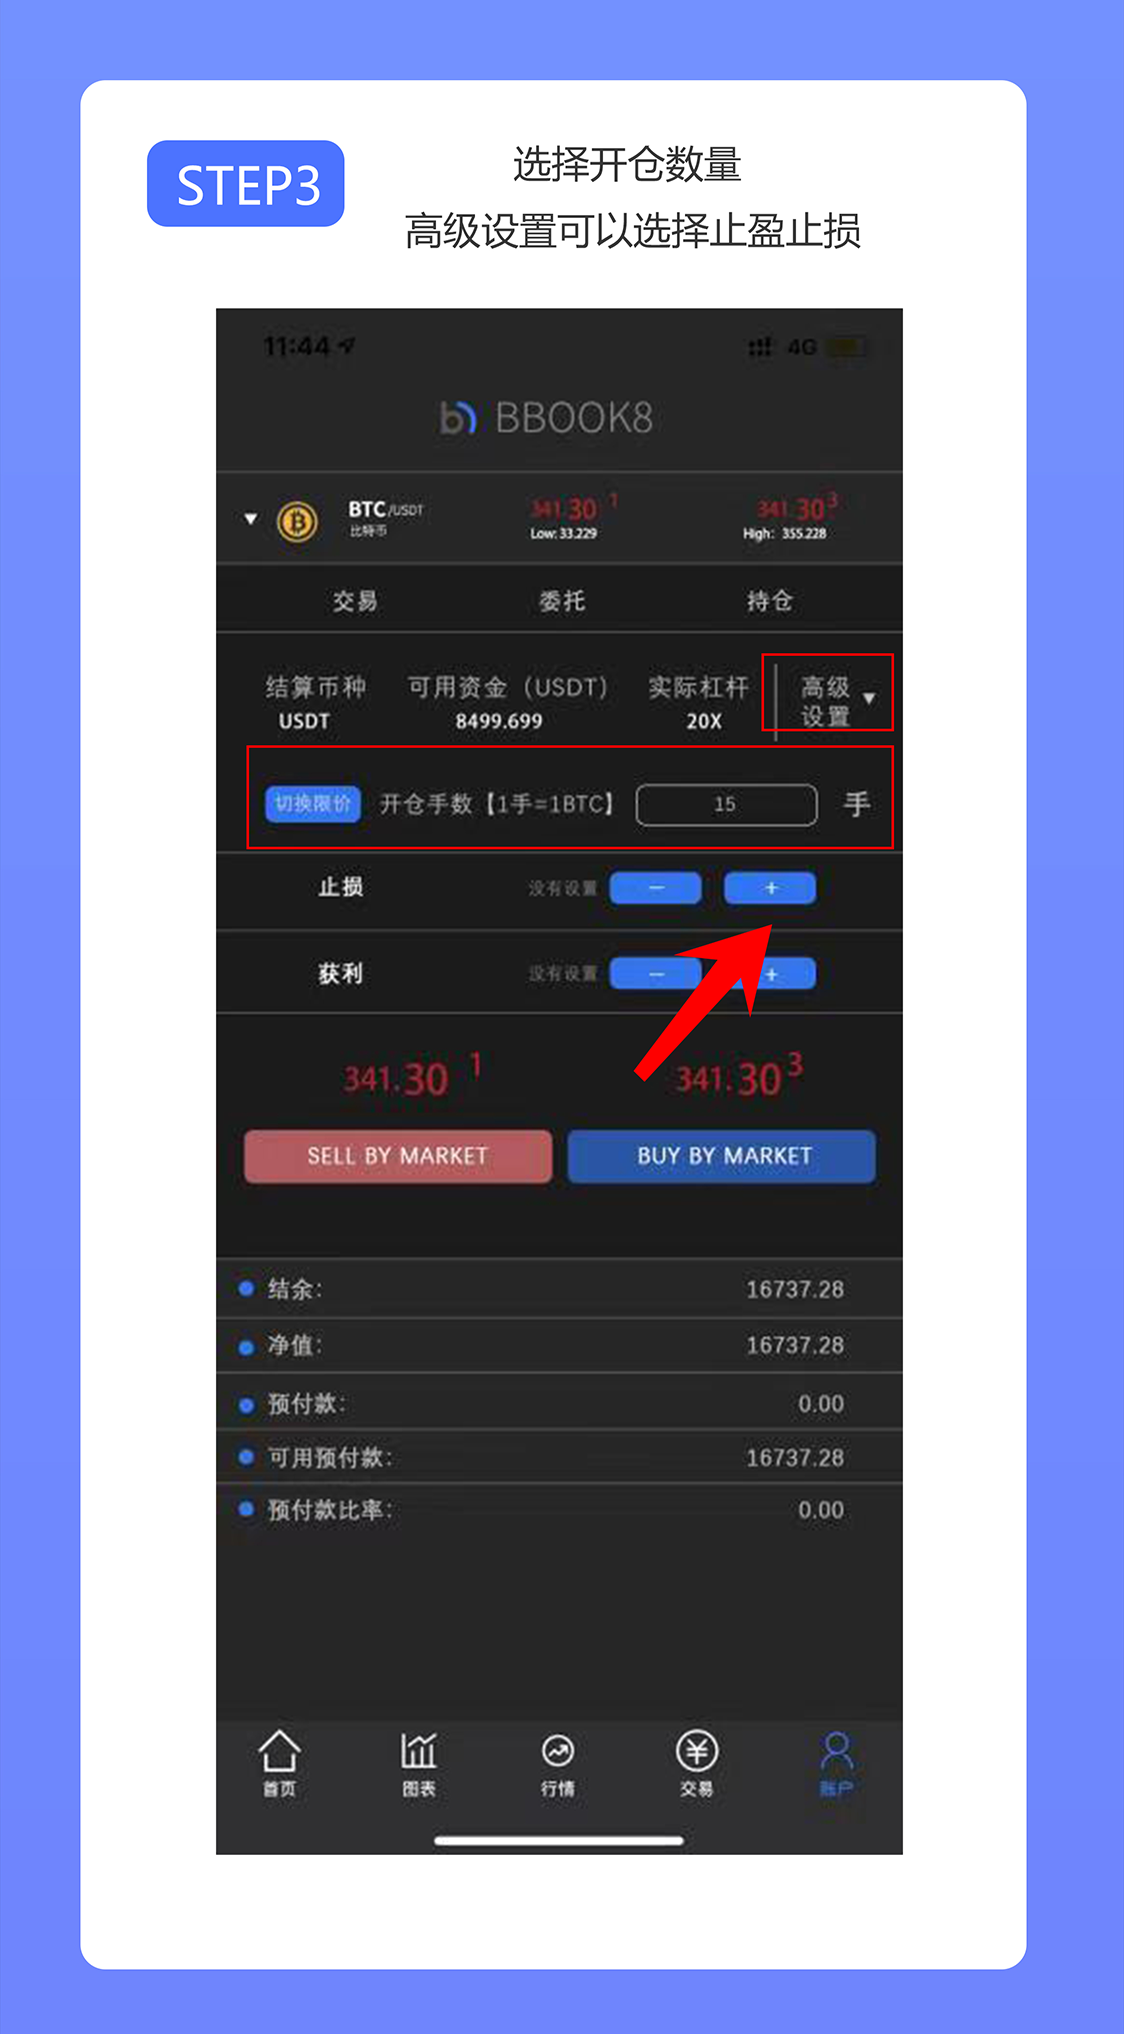 STEP3
选择开仓数量
高级设置可以选择止盈止损
11:44
4G
BBOOK8
BTC/USDT
比特币
341.30 1
Low: 33.229
341.30 3
High: 355.228
交易 委托 持仓
结算币种 可用资金（USDT） 实际杠杆 高级
设置
USDT 8499.699 20X
切换限价 开仓手数【1手=1BTC】 15 手
止损 没有设置 − +
获利 没有设置 − +
341.30 1 341.30 3
SELL BY MARKET BUY BY MARKET
结余: 16737.28
净值: 16737.28
预付款: 0.00
可用预付款: 16737.28
预付款比率: 0.00
首页 图表 行情 交易 账户